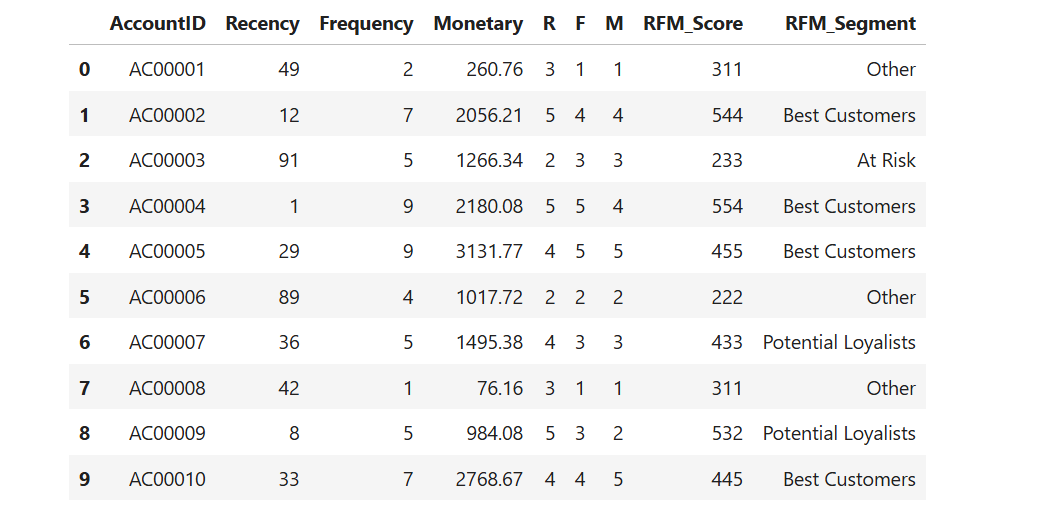 AccountID Recency Frequency Monetary R F M RFM_Score RFM_Segment
0 AC00001 49 2 260.76 3 1 1 311 Other
1 AC00002 12 7 2056.21 5 4 4 544 Best Customers
2 AC00003 91 5 1266.34 2 3 3 233 At Risk
3 AC00004 1 9 2180.08 5 5 4 554 Best Customers
4 AC00005 29 9 3131.77 4 5 5 455 Best Customers
5 AC00006 89 4 1017.72 2 2 2 222 Other
6 AC00007 36 5 1495.38 4 3 3 433 Potential Loyalists
7 AC00008 42 1 76.16 3 1 1 311 Other
8 AC00009 8 5 984.08 5 3 2 532 Potential Loyalists
9 AC00010 33 7 2768.67 4 4 5 445 Best Customers